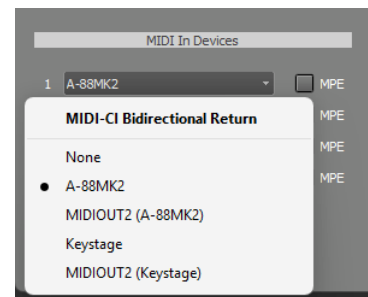 MIDI In Devices
1 A-88MK2 MPE
MIDI-CI Bidirectional Return MPE
None MPE
A-88MK2 MPE
MIDIOUT2 (A-88MK2)
Keystage
MIDIOUT2 (Keystage)